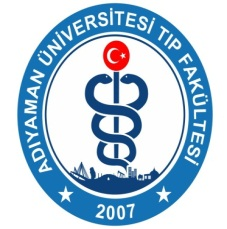 ADIYAMAN ÜNİVERSİTESİ TIP FAKÜLTESİ
2007